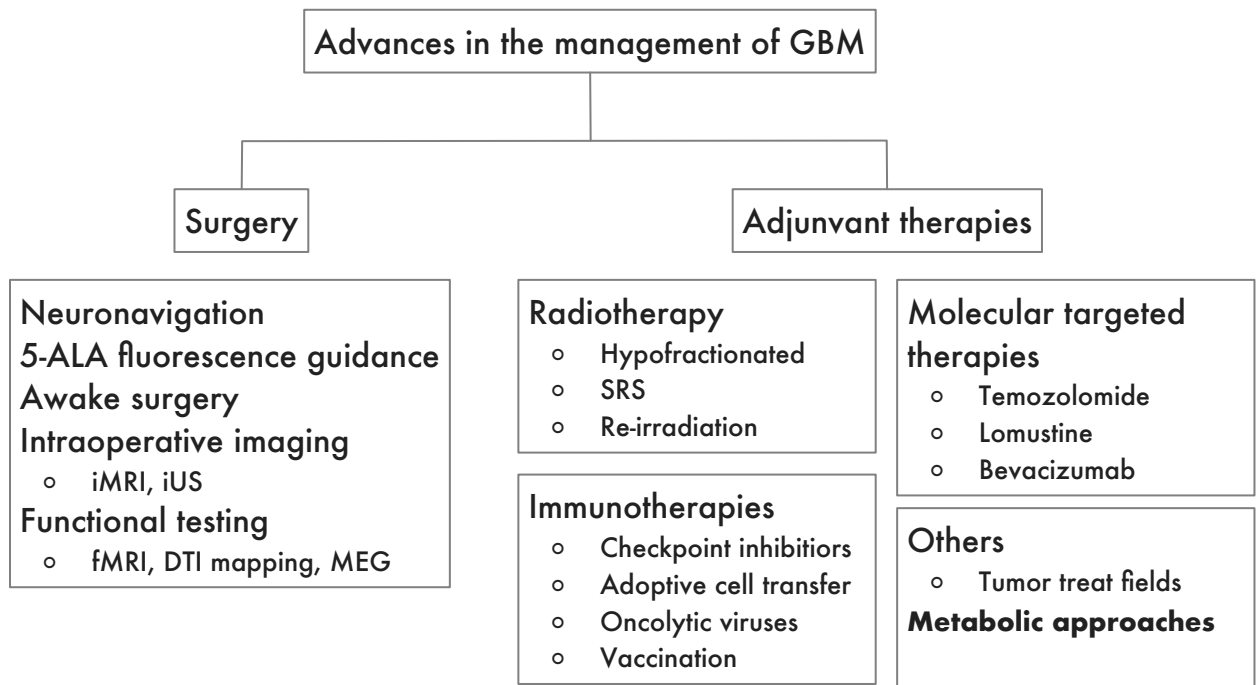 Advances in the management of GBM
Surgery
Adjunvant therapies
Neuronavigation
5-ALA fluorescence guidance
Awake surgery
Intraoperative imaging
○ iMRI, iUS
Functional testing
○ fMRI, DTI mapping, MEG
Radiotherapy
○ Hypofractionated
○ SRS
○ Re-irradiation
Immunotherapies
○ Checkpoint inhibitiors
○ Adoptive cell transfer
○ Oncolytic viruses
○ Vaccination
Molecular targeted
therapies
○ Temozolomide
○ Lomustine
○ Bevacizumab
Others
○ Tumor treat fields
Metabolic approaches